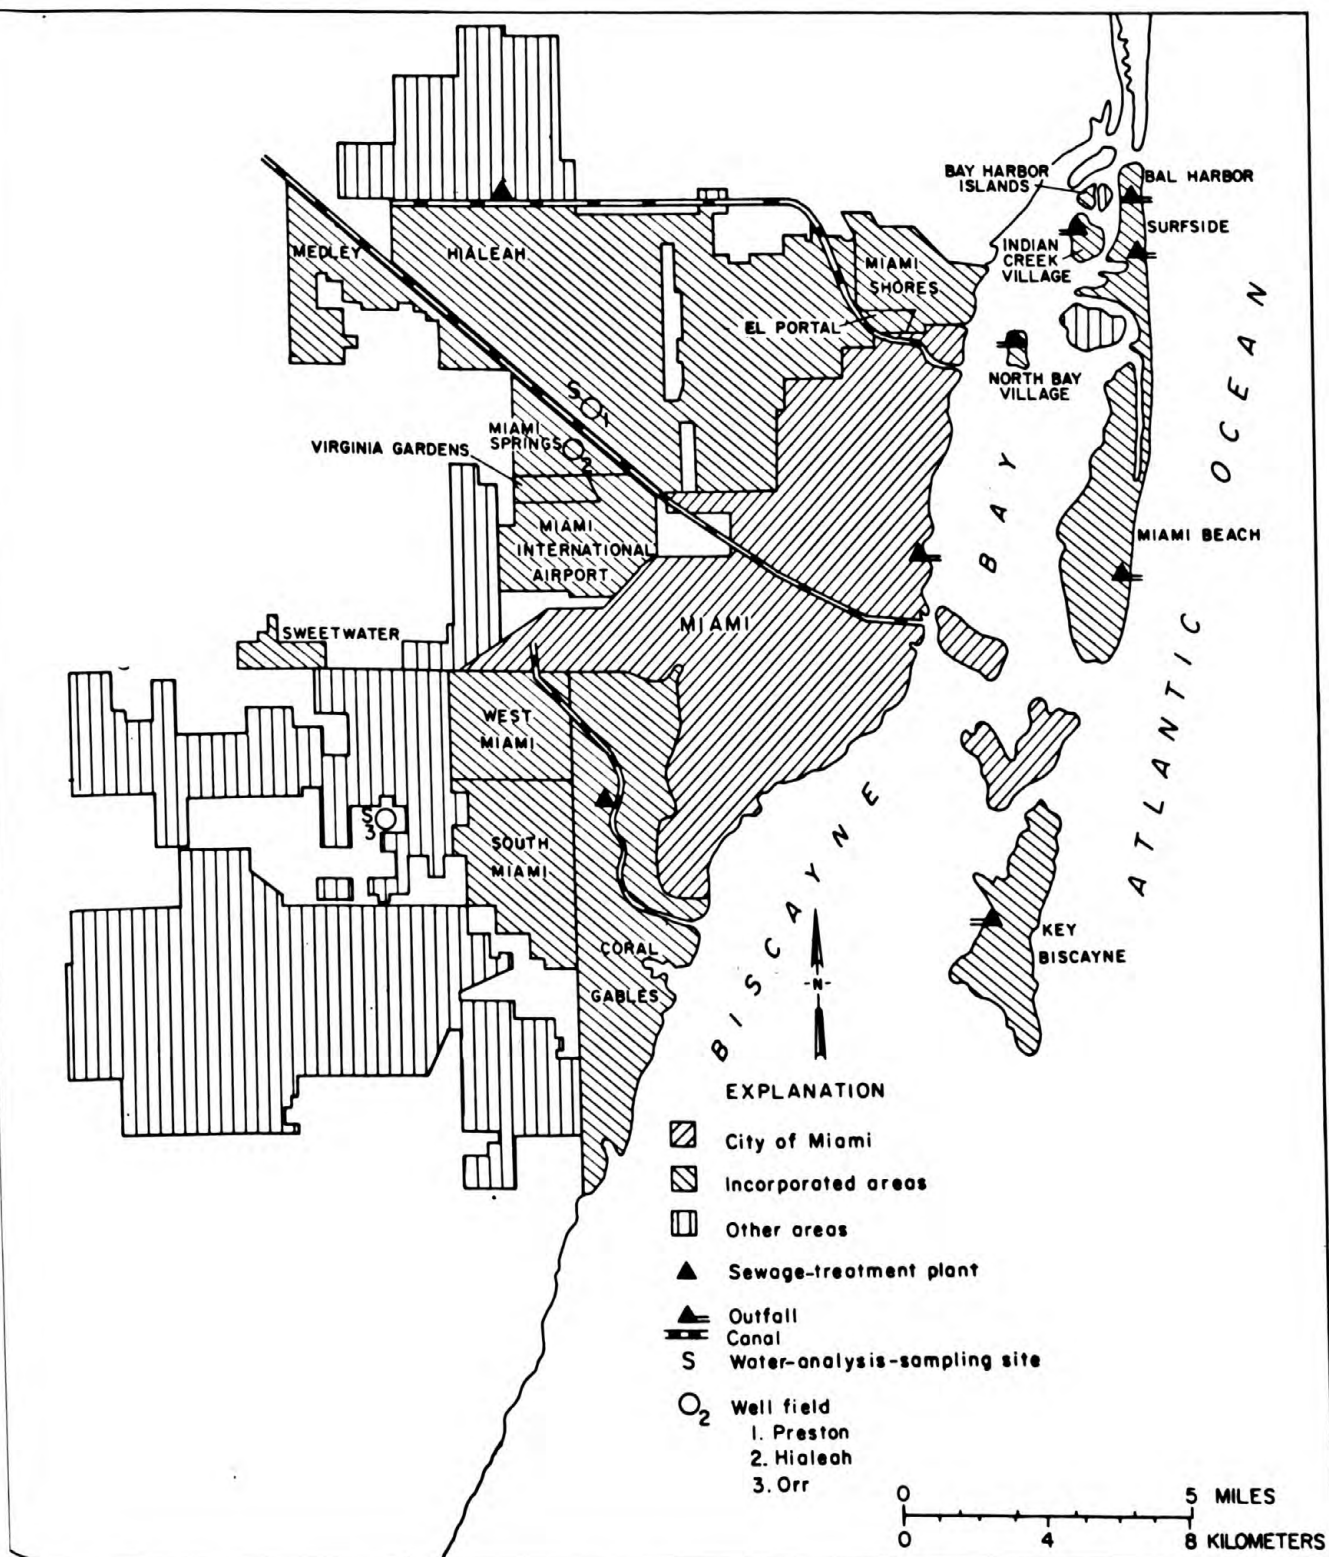 BAY HARBOR
ISLANDS
BAL HARBOR
SURFSIDE
INDIAN
CREEK
VILLAGE
MEDLEY
HIALEAH
MIAMI
SHORES
EL PORTAL
NORTH BAY
VILLAGE
S
1
MIAMI
SPRINGS
2
VIRGINIA GARDENS
MIAMI
INTERNATIONAL
AIRPORT
MIAMI BEACH
SWEETWATER
MIAMI
WEST
MIAMI
S
3
SOUTH
MIAMI
CORAL
GABLES
KEY
BISCAYNE
BISCAYNE BAY
ATLANTIC OCEAN
-N-
EXPLANATION
City of Miami
Incorporated areas
Other areas
Sewage-treatment plant
Outfall
Canal
S Water-analysis-sampling site
2 Well field
1. Preston
2. Hialeah
3. Orr
0 5 MILES
0 4 8 KILOMETERS